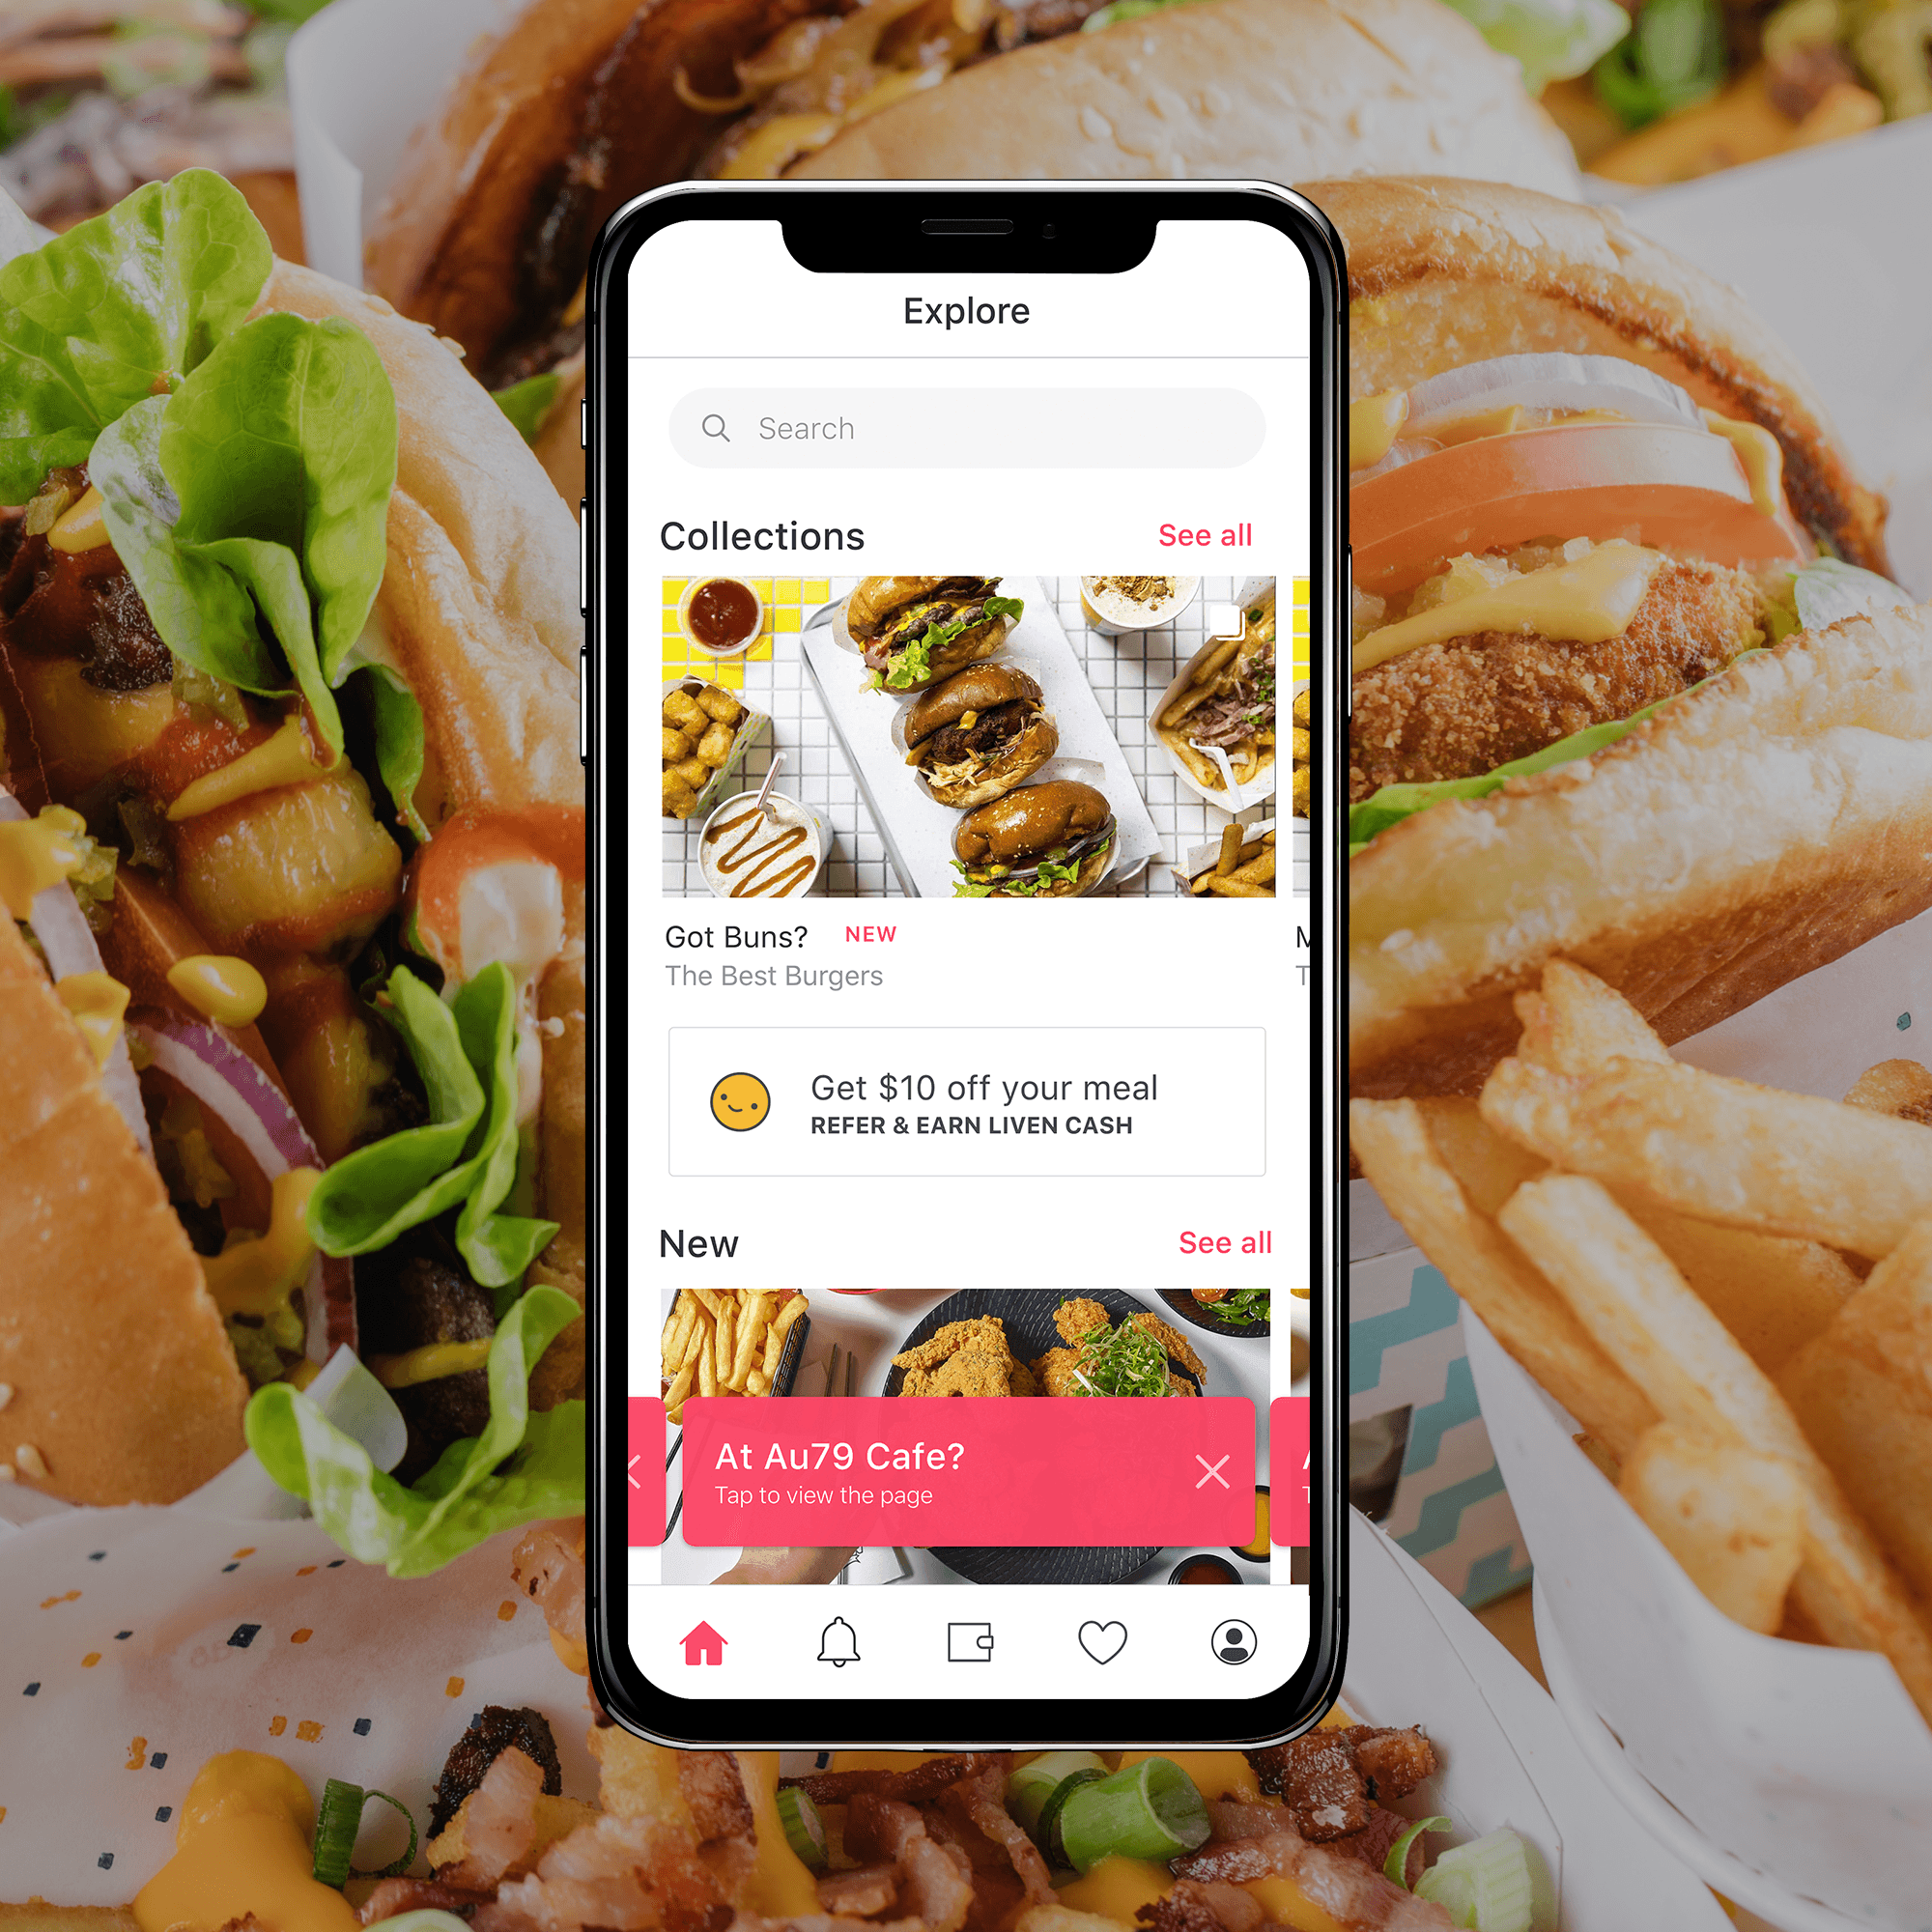 Explore
Search
Collections
See all
Got Buns? NEW
The Best Burgers
Get $10 off your meal
REFER & EARN LIVEN CASH
New
See all
At Au79 Cafe?
Tap to view the page